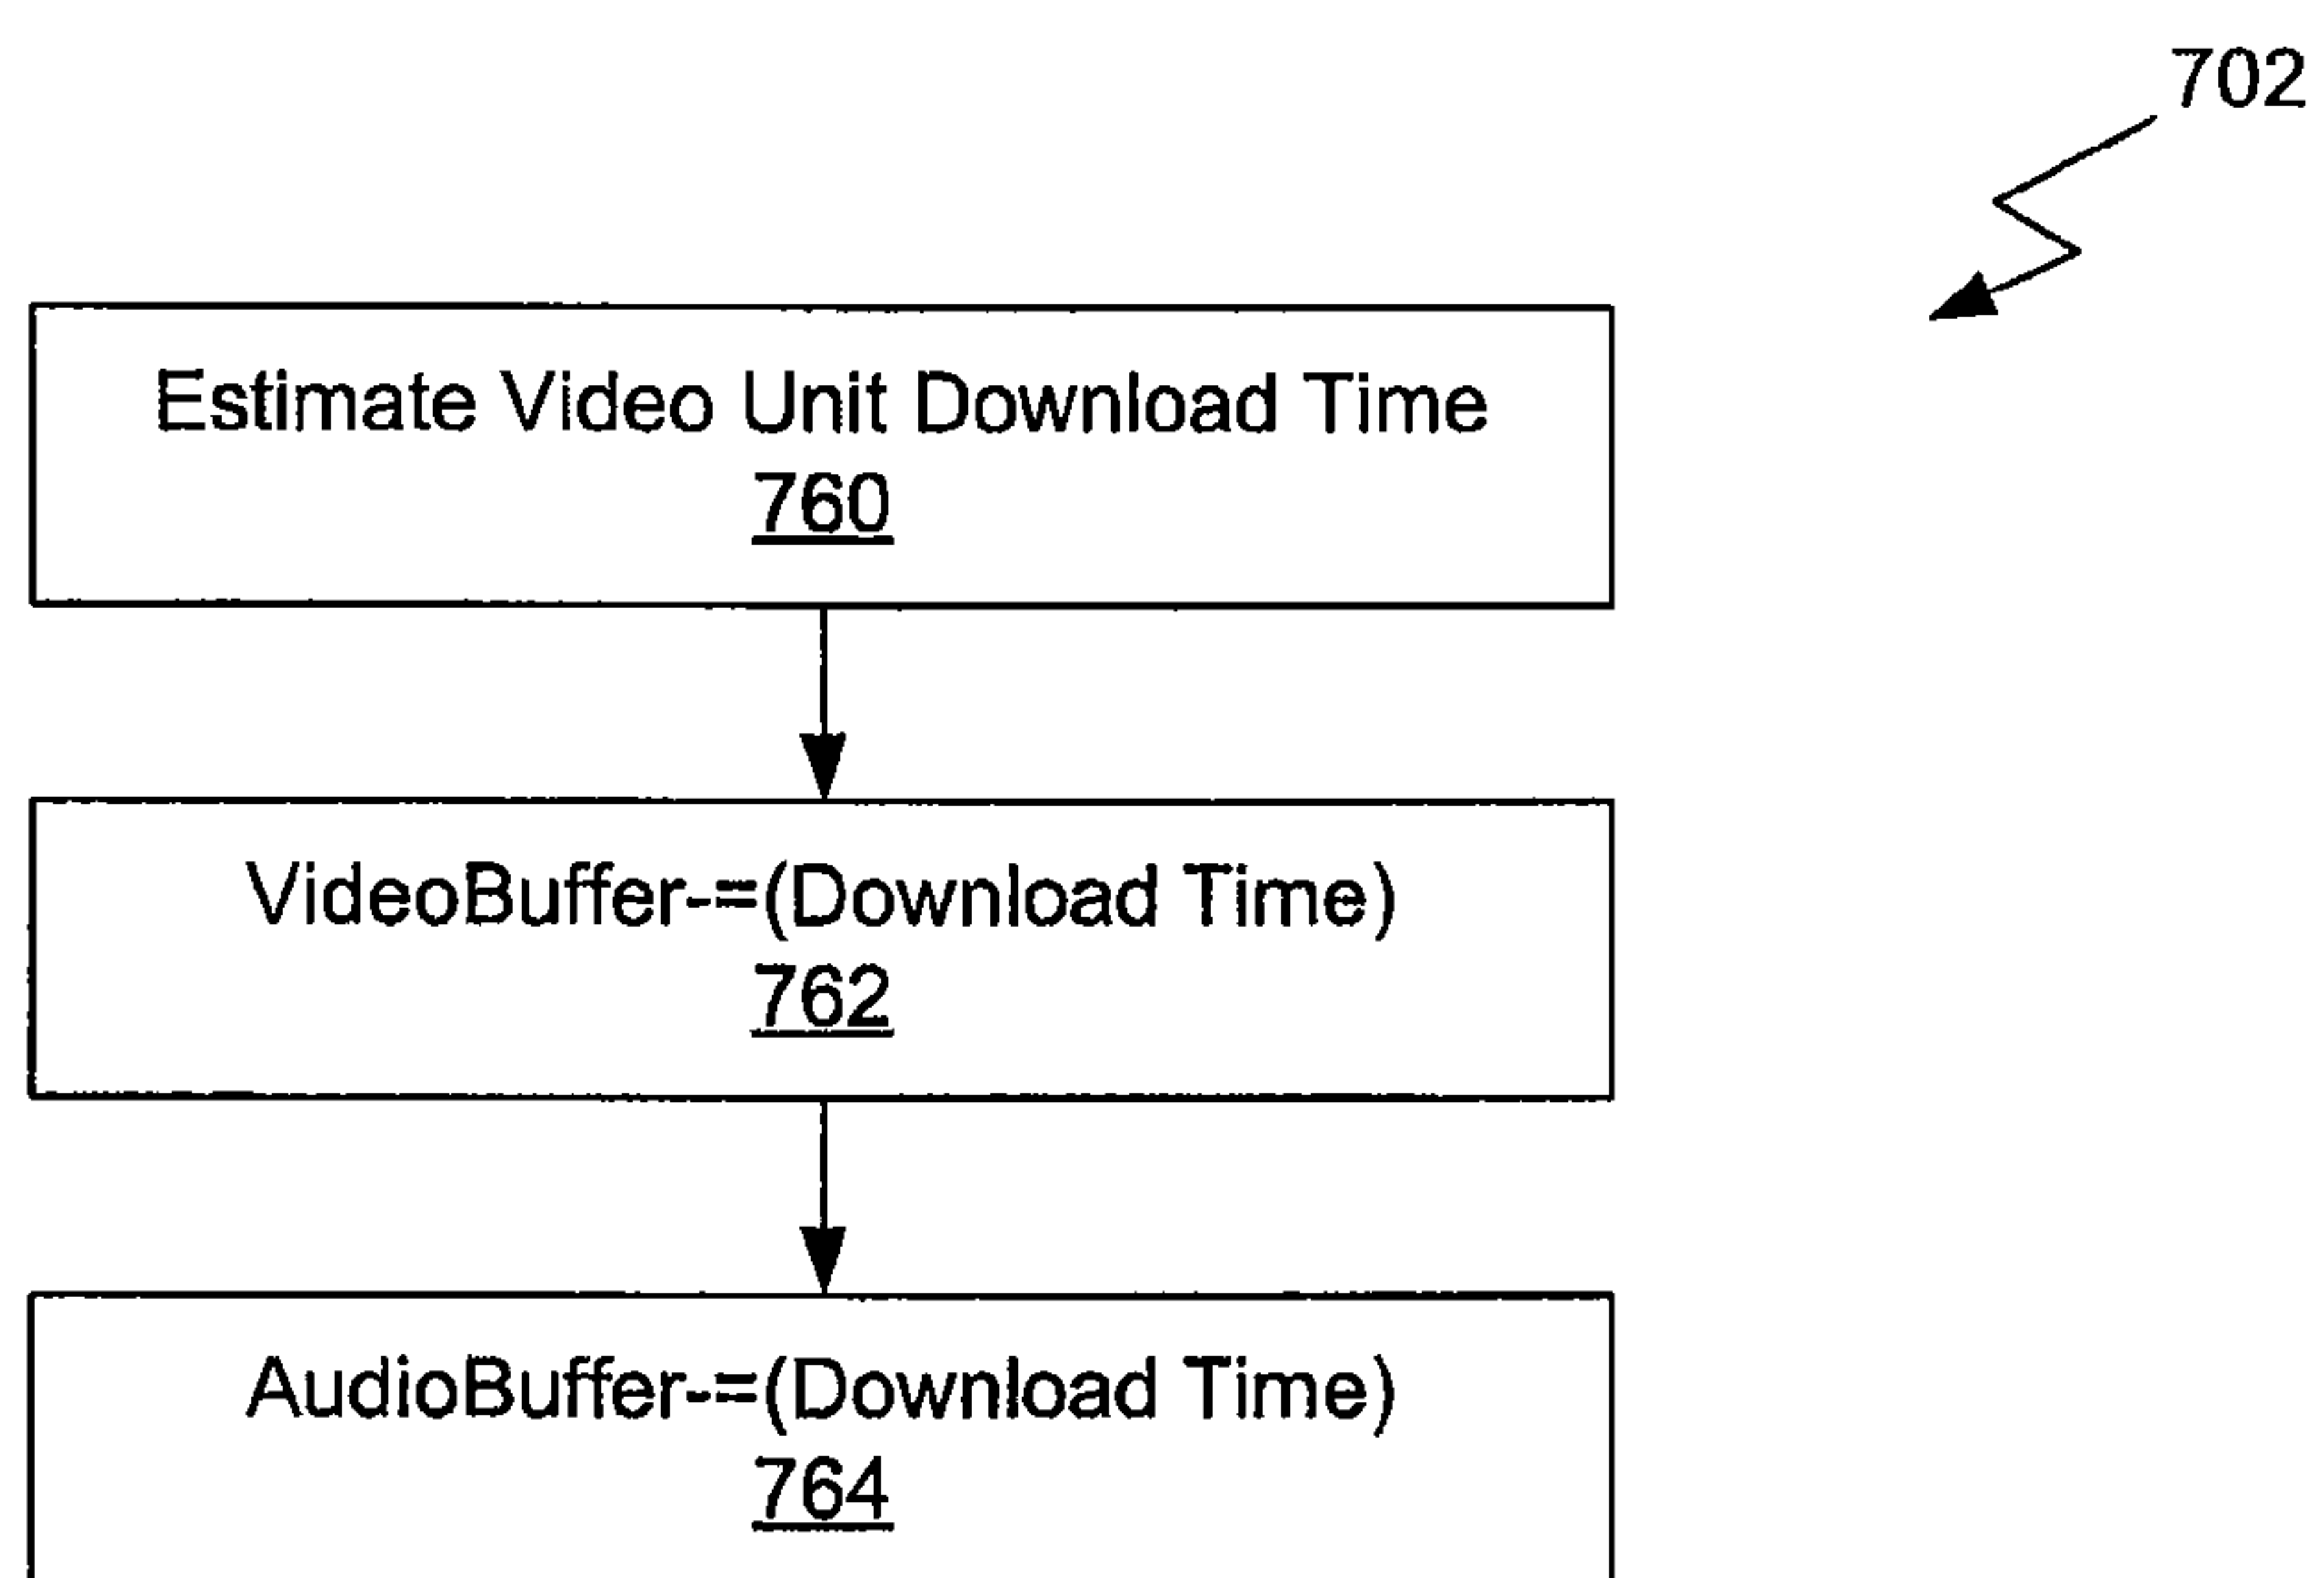 702
Estimate Video Unit Download Time
760
VideoBuffer-=(Download Time)
762
AudioBuffer-=(Download Time)
764